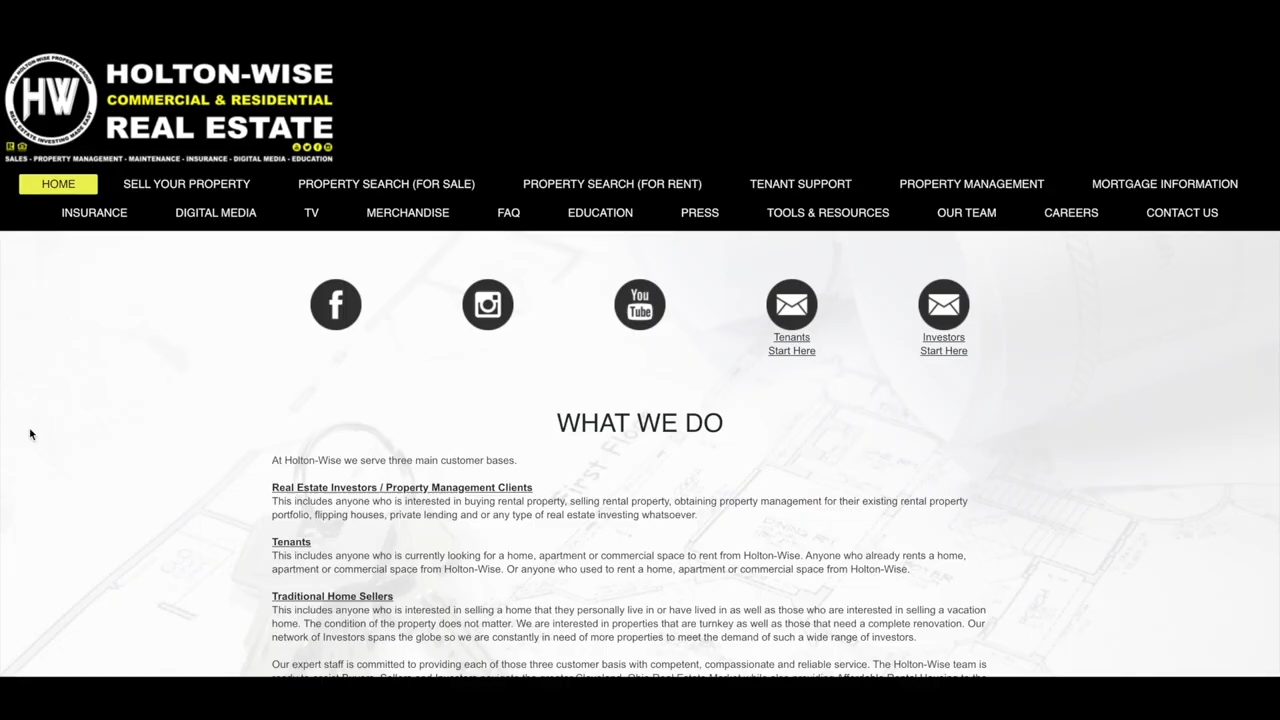 HW
HOLTON-WISE
COMMERCIAL & RESIDENTIAL
REAL ESTATE
SALES - PROPERTY MANAGEMENT - MAINTENANCE - INSURANCE - DIGITAL MEDIA - EDUCATION
HOME SELL YOUR PROPERTY PROPERTY SEARCH (FOR SALE) PROPERTY SEARCH (FOR RENT) TENANT SUPPORT PROPERTY MANAGEMENT MORTGAGE INFORMATION
INSURANCE DIGITAL MEDIA TV MERCHANDISE FAQ EDUCATION PRESS TOOLS & RESOURCES OUR TEAM CAREERS CONTACT US
You
Tube
Tenants
Start Here
Investors
Start Here
First Flo
WHAT WE DO
At Holton-Wise we serve three main customer bases.
Real Estate Investors / Property Management Clients
This includes anyone who is interested in buying rental property, selling rental property, obtaining property management for their existing rental property
portfolio, flipping houses, private lending and or any type of real estate investing whatsoever.
Tenants
This includes anyone who is currently looking for a home, apartment or commercial space to rent from Holton-Wise. Anyone who already rents a home,
apartment or commercial space from Holton-Wise. Or anyone who used to rent a home, apartment or commercial space from Holton-Wise.
Traditional Home Sellers
This includes anyone who is interested in selling a home that they personally live in or have lived in as well as those who are interested in selling a vacation
home. The condition of the property does not matter. We are interested in properties that are turnkey as well as those that need a complete renovation. Our
network of Investors spans the globe so we are constantly in need of more properties to meet the demand of such a wide range of investors.
Our expert staff is committed to providing each of those three customer basis with competent, compassionate and reliable service. The Holton-Wise team is